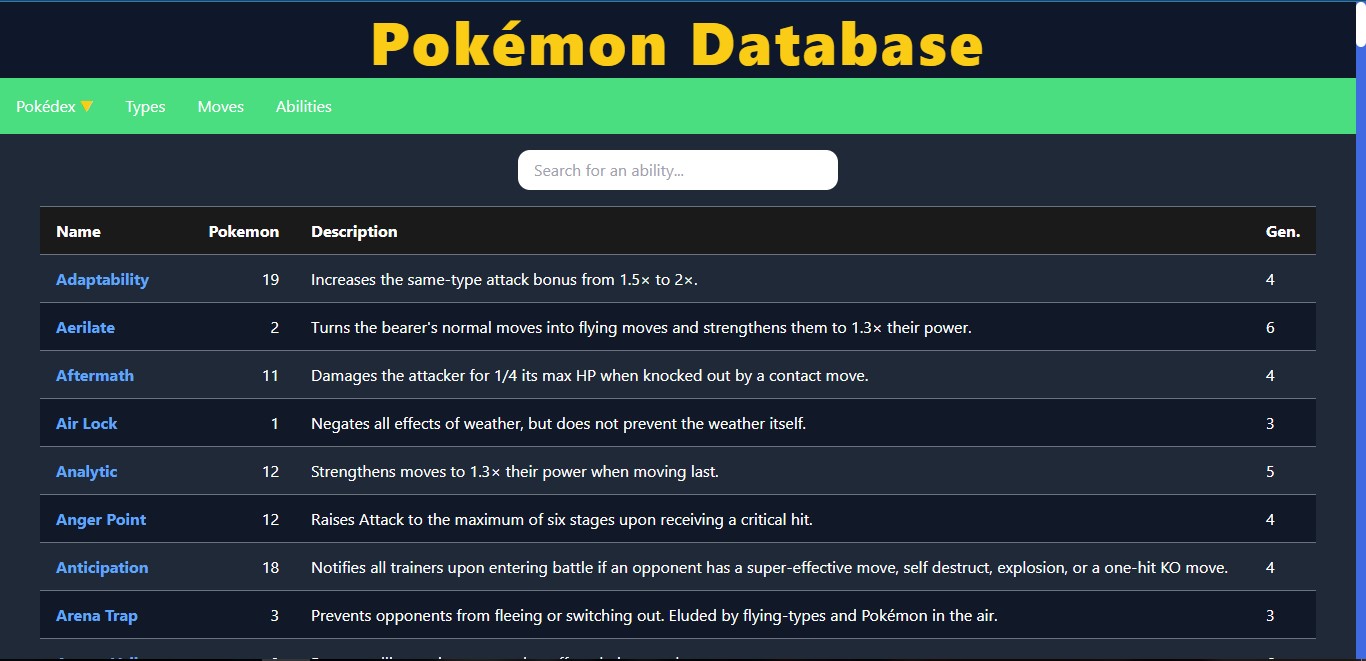 Pokémon Database
Pokédex ▼ Types Moves Abilities
Search for an ability...
Name Pokemon Description Gen.
Adaptability 19 Increases the same-type attack bonus from 1.5× to 2×. 4
Aerilate 2 Turns the bearer's normal moves into flying moves and strengthens them to 1.3× their power. 6
Aftermath 11 Damages the attacker for 1/4 its max HP when knocked out by a contact move. 4
Air Lock 1 Negates all effects of weather, but does not prevent the weather itself. 3
Analytic 12 Strengthens moves to 1.3× their power when moving last. 5
Anger Point 12 Raises Attack to the maximum of six stages upon receiving a critical hit. 4
Anticipation 18 Notifies all trainers upon entering battle if an opponent has a super-effective move, self destruct, explosion, or a one-hit KO move. 4
Arena Trap 3 Prevents opponents from fleeing or switching out. Eluded by flying-types and Pokémon in the air. 3